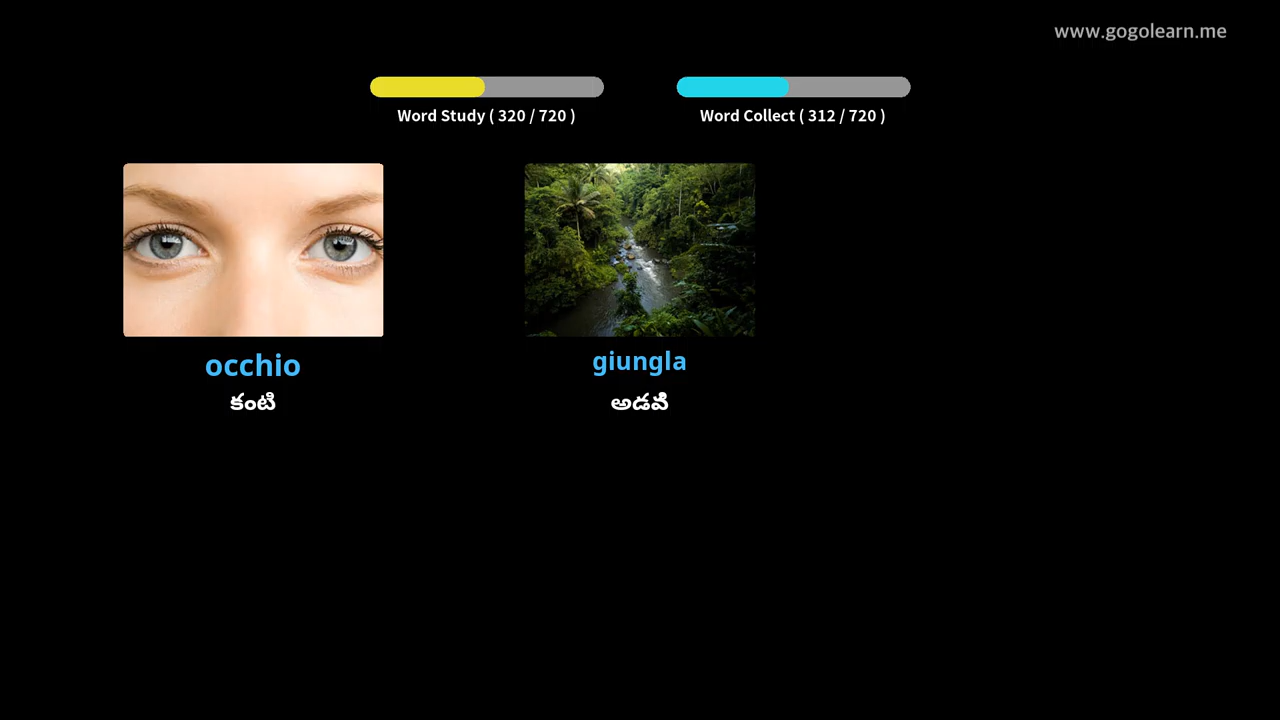 www.gogolearn.me
Word Study ( 320 / 720 )
Word Collect ( 312 / 720 )
occhio
కంటి
giungla
అడవి